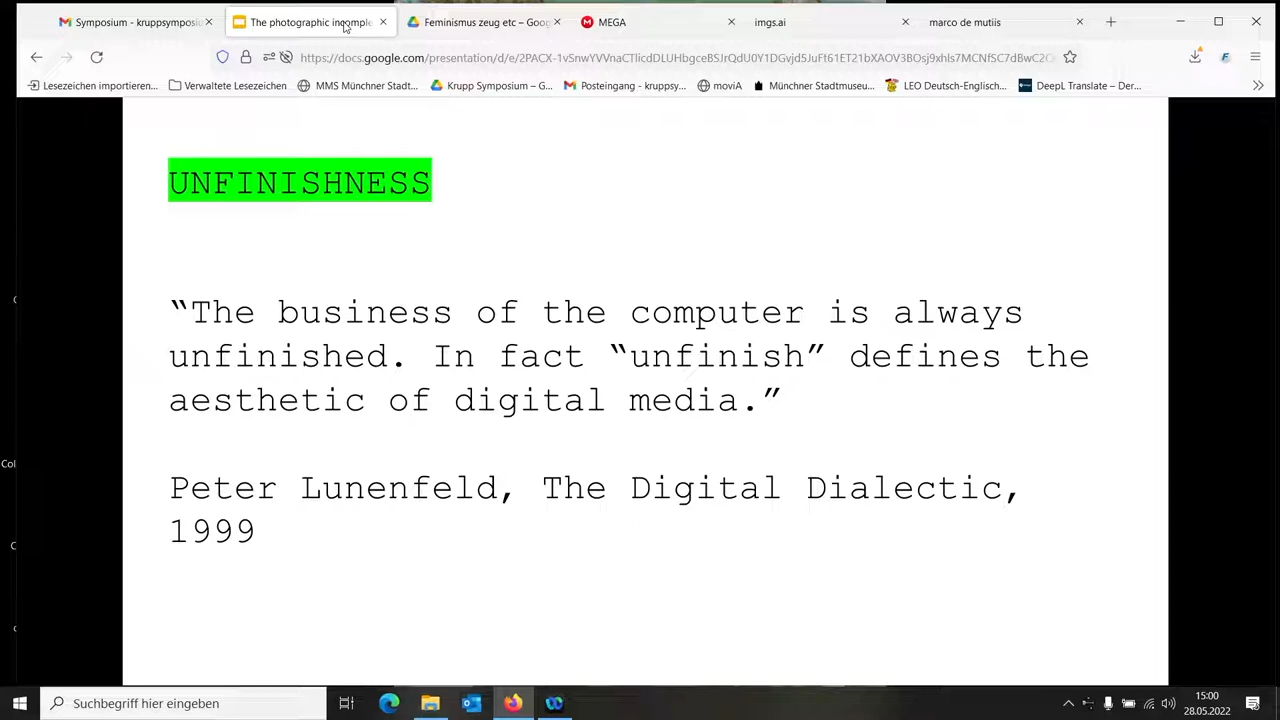 Symposium - kruppsymposiu
The photographic incomple
Feminismus zeug etc – Goog
MEGA
imgs.ai
marco de mutiis
Lesezeichen importieren...
Verwaltete Lesezeichen
MMS Münchner Stadt...
Krupp Symposium – G...
Posteingang - kruppsy...
moviA
Münchner Stadtmuseu...
LEO Deutsch-Englisch...
DeepL Translate – Der...
UNFINISHNESS
“The business of the computer is always
unfinished. In fact “unfinish” defines the
aesthetic of digital media.”
Peter Lunenfeld, The Digital Dialectic,
1999
Col
Suchbegriff hier eingeben
15:00
28.05.2022